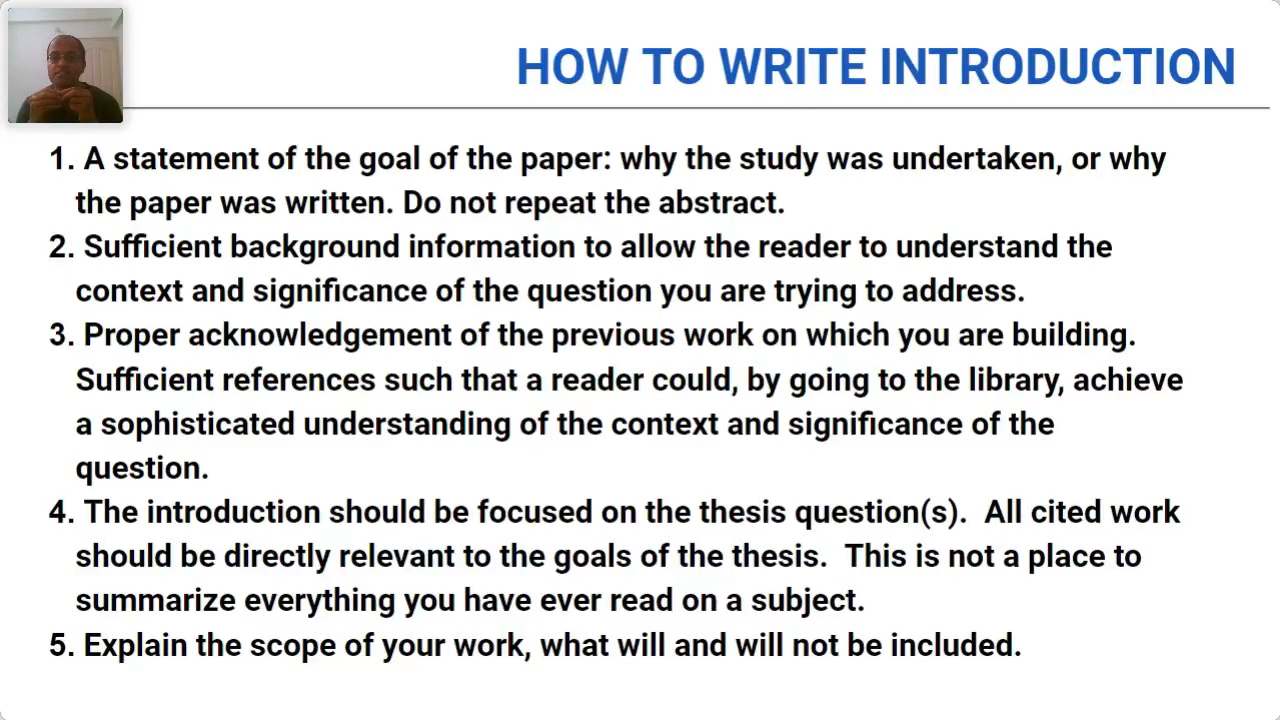 HOW TO WRITE INTRODUCTION
1. A statement of the goal of the paper: why the study was undertaken, or why
the paper was written. Do not repeat the abstract.
2. Sufficient background information to allow the reader to understand the
context and significance of the question you are trying to address.
3. Proper acknowledgement of the previous work on which you are building.
Sufficient references such that a reader could, by going to the library, achieve
a sophisticated understanding of the context and significance of the
question.
4. The introduction should be focused on the thesis question(s).  All cited work
should be directly relevant to the goals of the thesis.  This is not a place to
summarize everything you have ever read on a subject.
5. Explain the scope of your work, what will and will not be included.